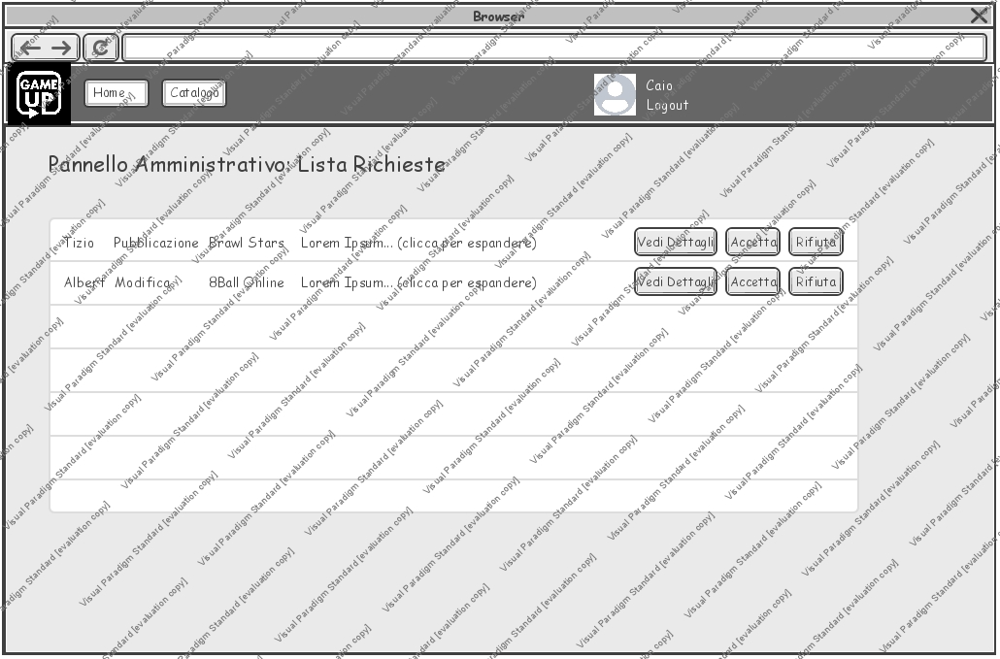 Browser
GAME UP
Home
Catalogo
Caio
Logout
Pannello Amministrativo: Lista Richieste
Tizio Pubblicazione Brawl Stars Lorem Ipsum... (clicca per espandere) Vedi Dettagli Accetta Rifiuta
Albert Modifica 8Ball Online Lorem Ipsum... (clicca per espandere) Vedi Dettagli Accetta Rifiuta
Visual Paradigm Standard [evaluation copy]